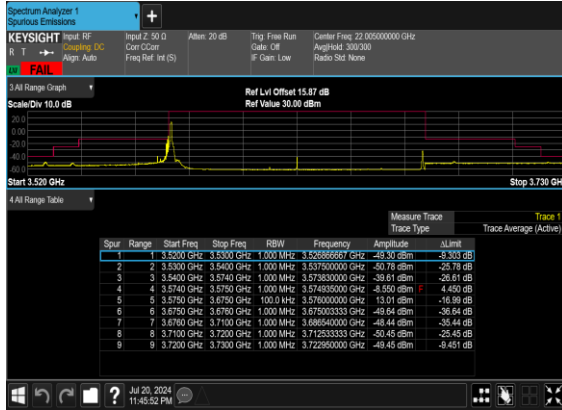 Spectrum Analyzer 1
Spurious Emissions
+
KEYSIGHT Input: RF Input Z: 50 Ω Atten: 20 dB Trig: Free Run Center Freq: 22.005000000 GHz
R T Coupling: DC Corr CCorr Gate: Off Avg|Hold: 300/300
Align: Auto Freq Ref: Int (S) IF Gain: Low Radio Std: None
FAIL
3 All Range Graph
Ref Lvl Offset 15.87 dB
Scale/Div 10.0 dB Ref Value 30.00 dBm
20.0
0.00
-20.0
-40.0
-60.0
Start 3.520 GHz Stop 3.730 GH
4 All Range Table
Measure Trace Trace 1
Trace Type Trace Average (Active)
Spur Range Start Freq Stop Freq RBW Frequency Amplitude ΔLimit
1 1 3.5200 GHz 3.5300 GHz 1.000 MHz 3.526866667 GHz -49.30 dBm -9.303 dB
2 2 3.5300 GHz 3.5400 GHz 1.000 MHz 3.537500000 GHz -50.78 dBm -25.78 dB
3 3 3.5400 GHz 3.5740 GHz 1.000 MHz 3.573830000 GHz -39.61 dBm -26.61 dB
4 4 3.5740 GHz 3.5750 GHz 1.000 MHz 3.574935000 GHz -8.550 dBm F 4.450 dB
5 5 3.5750 GHz 3.6750 GHz 100.0 kHz 3.576000000 GHz 13.01 dBm -16.99 dB
6 6 3.6750 GHz 3.6760 GHz 1.000 MHz 3.675003333 GHz -49.64 dBm -36.64 dB
7 7 3.6760 GHz 3.7100 GHz 1.000 MHz 3.686540000 GHz -48.44 dBm -35.44 dB
8 8 3.7100 GHz 3.7200 GHz 1.000 MHz 3.712533333 GHz -50.45 dBm -25.45 dB
9 9 3.7200 GHz 3.7300 GHz 1.000 MHz 3.722950000 GHz -49.45 dBm -9.451 dB
? Jul 20, 2024
11:45:52 PM